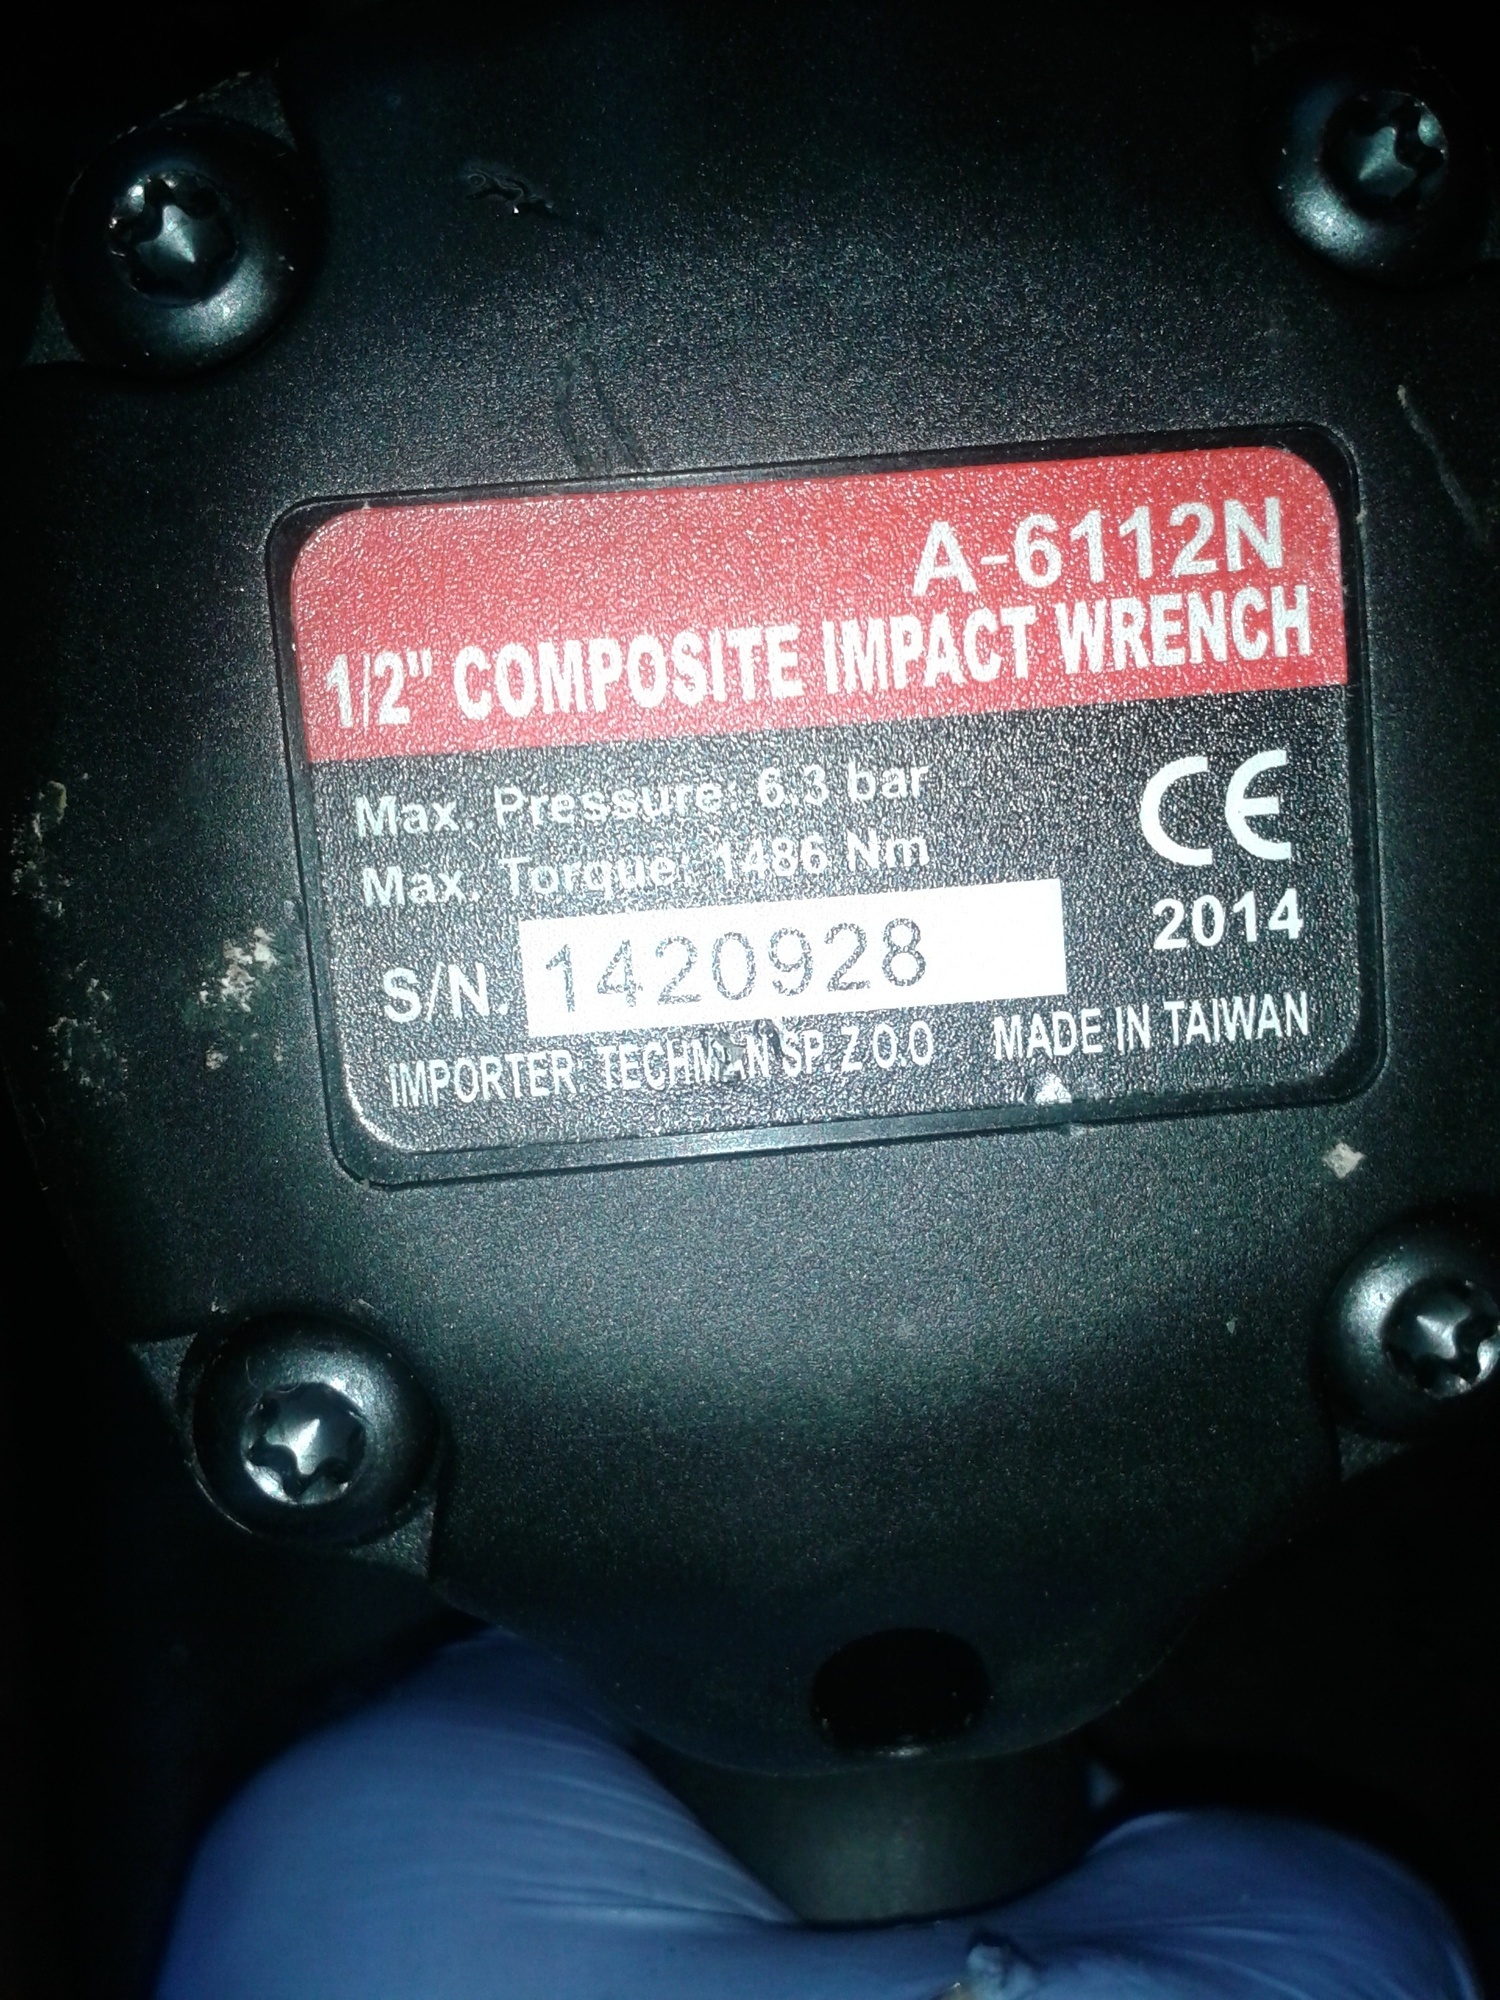 A-6112N
1/2" COMPOSITE IMPACT WRENCH
Max. Pressure: 6.3 bar
Max. Torque: 1486 Nm
CE
2014
S/N. 1420928
IMPORTER TECHMAN SP. Z O.O
MADE IN TAIWAN